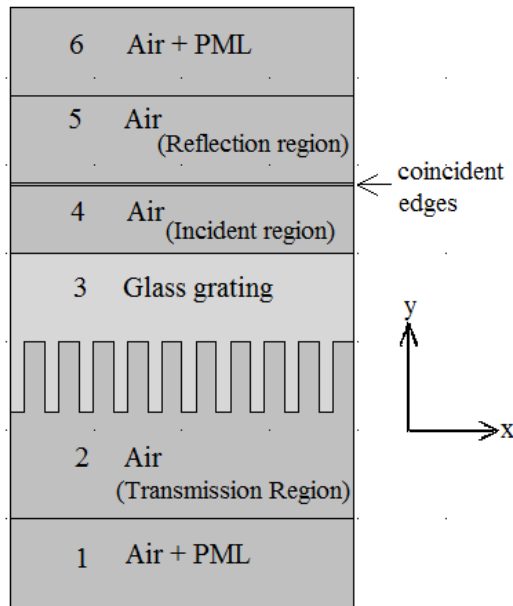 6 Air + PML
5 Air
(Reflection region)
coincident
edges
4 Air
(Incident region)
3 Glass grating
y
x
2 Air
(Transmission Region)
1 Air + PML